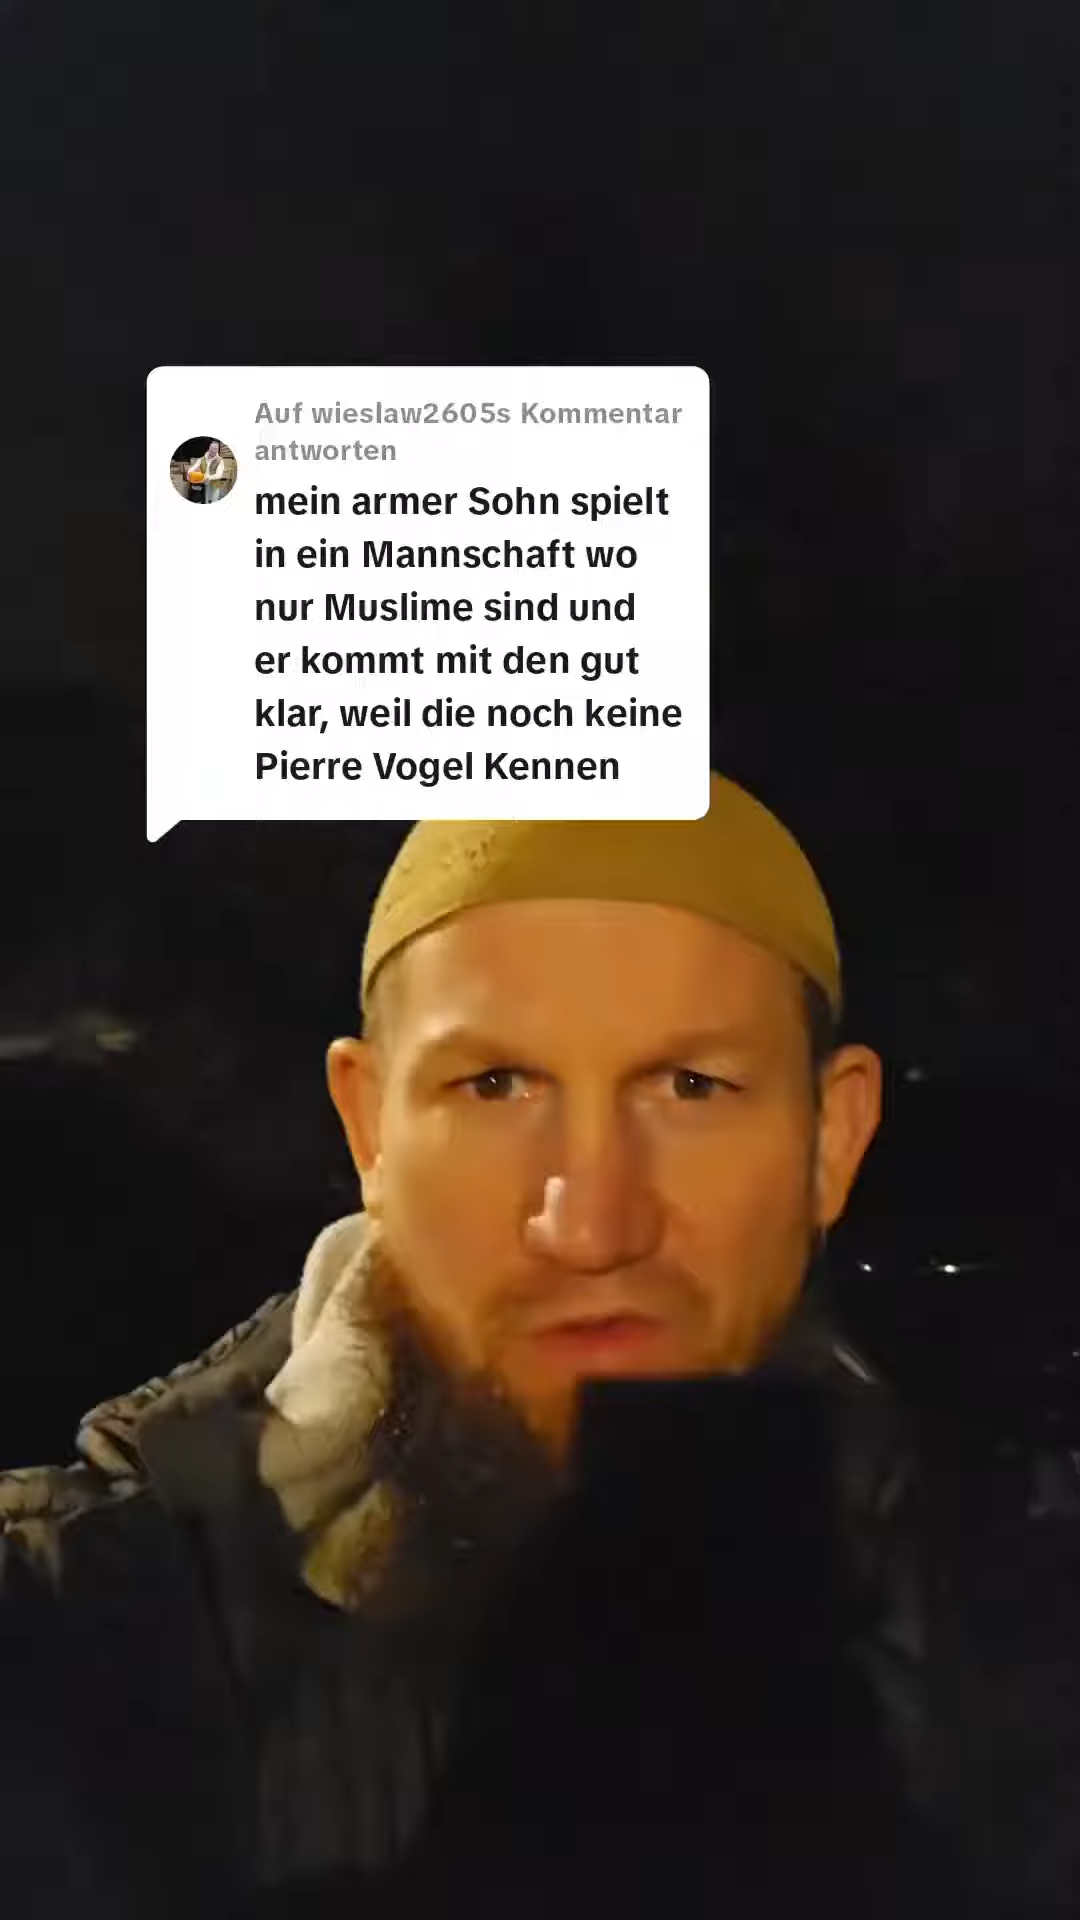 Auf wieslaw2605s Kommentar
antworten
mein armer Sohn spielt
in ein Mannschaft wo
nur Muslime sind und
er kommt mit den gut
klar, weil die noch keine
Pierre Vogel Kennen